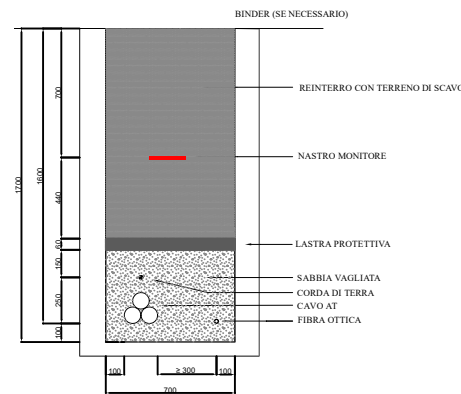 BINDER (SE NECESSARIO)
REINTERRO CON TERRENO DI SCAVO
NASTRO MONITORE
LASTRA PROTETTIVA
SABBIA VAGLIATA
CORDA DI TERRA
CAVO AT
FIBRA OTTICA
1700
1600
700
440
60
150
250
100
100
≥ 300
100
700